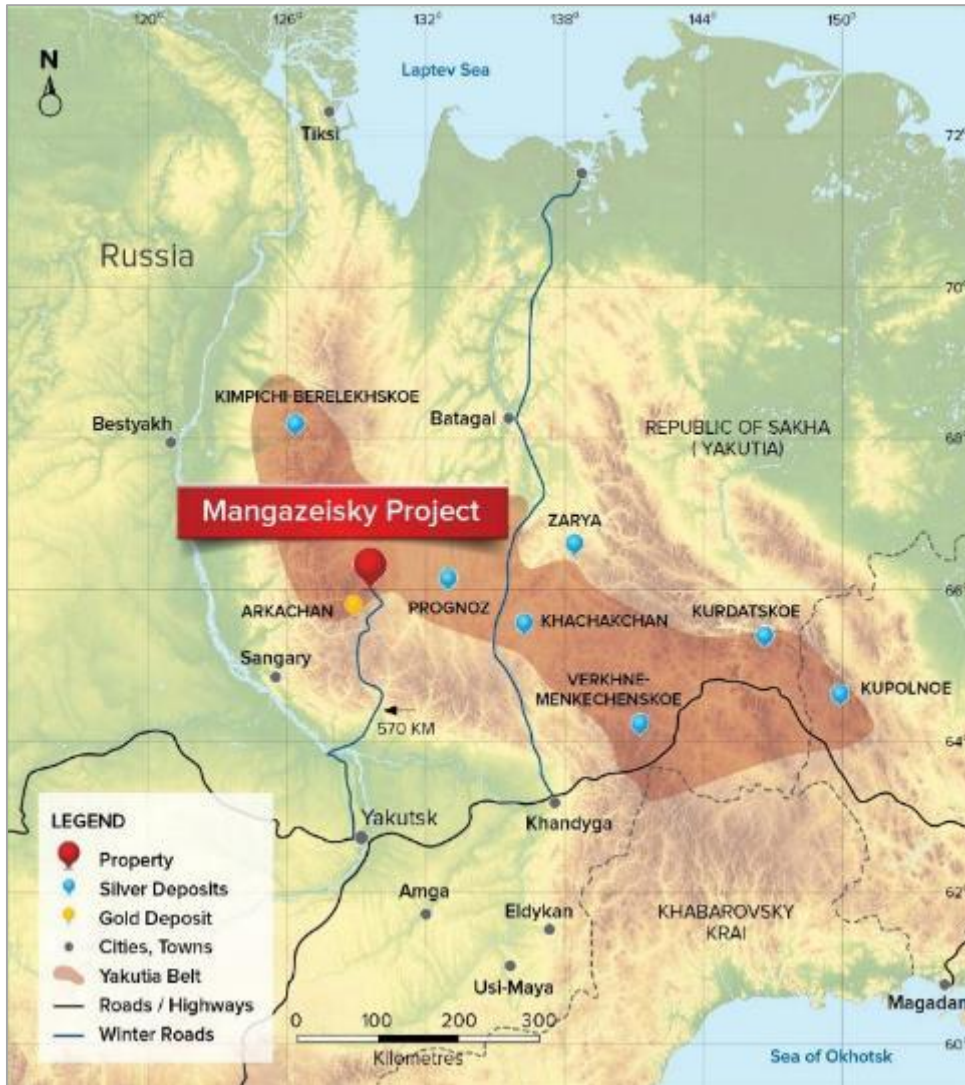 120°
126°
132°
138°
144°
150°
N
Laptev Sea
Tiksi
72°
Russia
70°
KIMPICHI-BERELEKHSKOE
Bestyakh
Batagal
REPUBLIC OF SAKHA
(YAKUTIA)
68°
Mangazeisky Project
ZARYA
66°
ARKACHAN
PROGNOZ
KHACHAKCHAN
KURDATSKOE
Sangary
VERKHNE-
MENKECHENSKOE
KUPOLNOE
570 KM
64°
LEGEND
Property
Silver Deposits
Gold Deposit
Cities, Towns
Yakutia Belt
Roads / Highways
Winter Roads
Yakutsk
Khandyga
Amga
Eldykan
62°
KHABAROVSKY
KRAI
Usi-Maya
Magadan
0 100 200 300
Kilometres
60°
Sea of Okhotsk